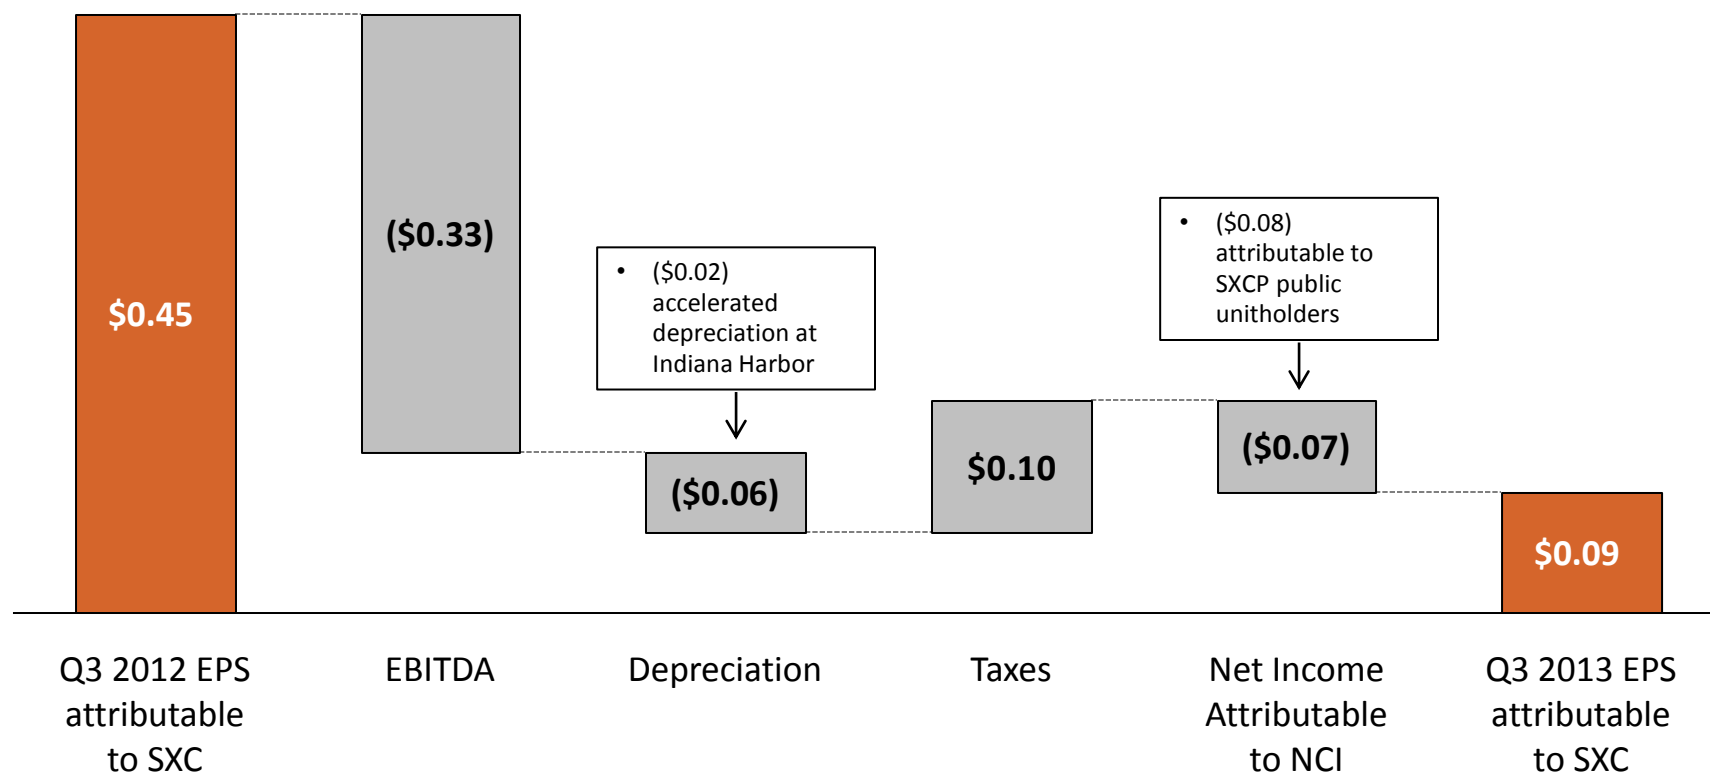 $0.45
($0.33)
• ($0.02)
accelerated
depreciation at
Indiana Harbor
($0.06)
$0.10
• ($0.08)
attributable to
SXCP public
unitholders
($0.07)
$0.09
Q3 2012 EPS
attributable
to SXC
EBITDA
Depreciation
Taxes
Net Income
Attributable
to NCI
Q3 2013 EPS
attributable
to SXC